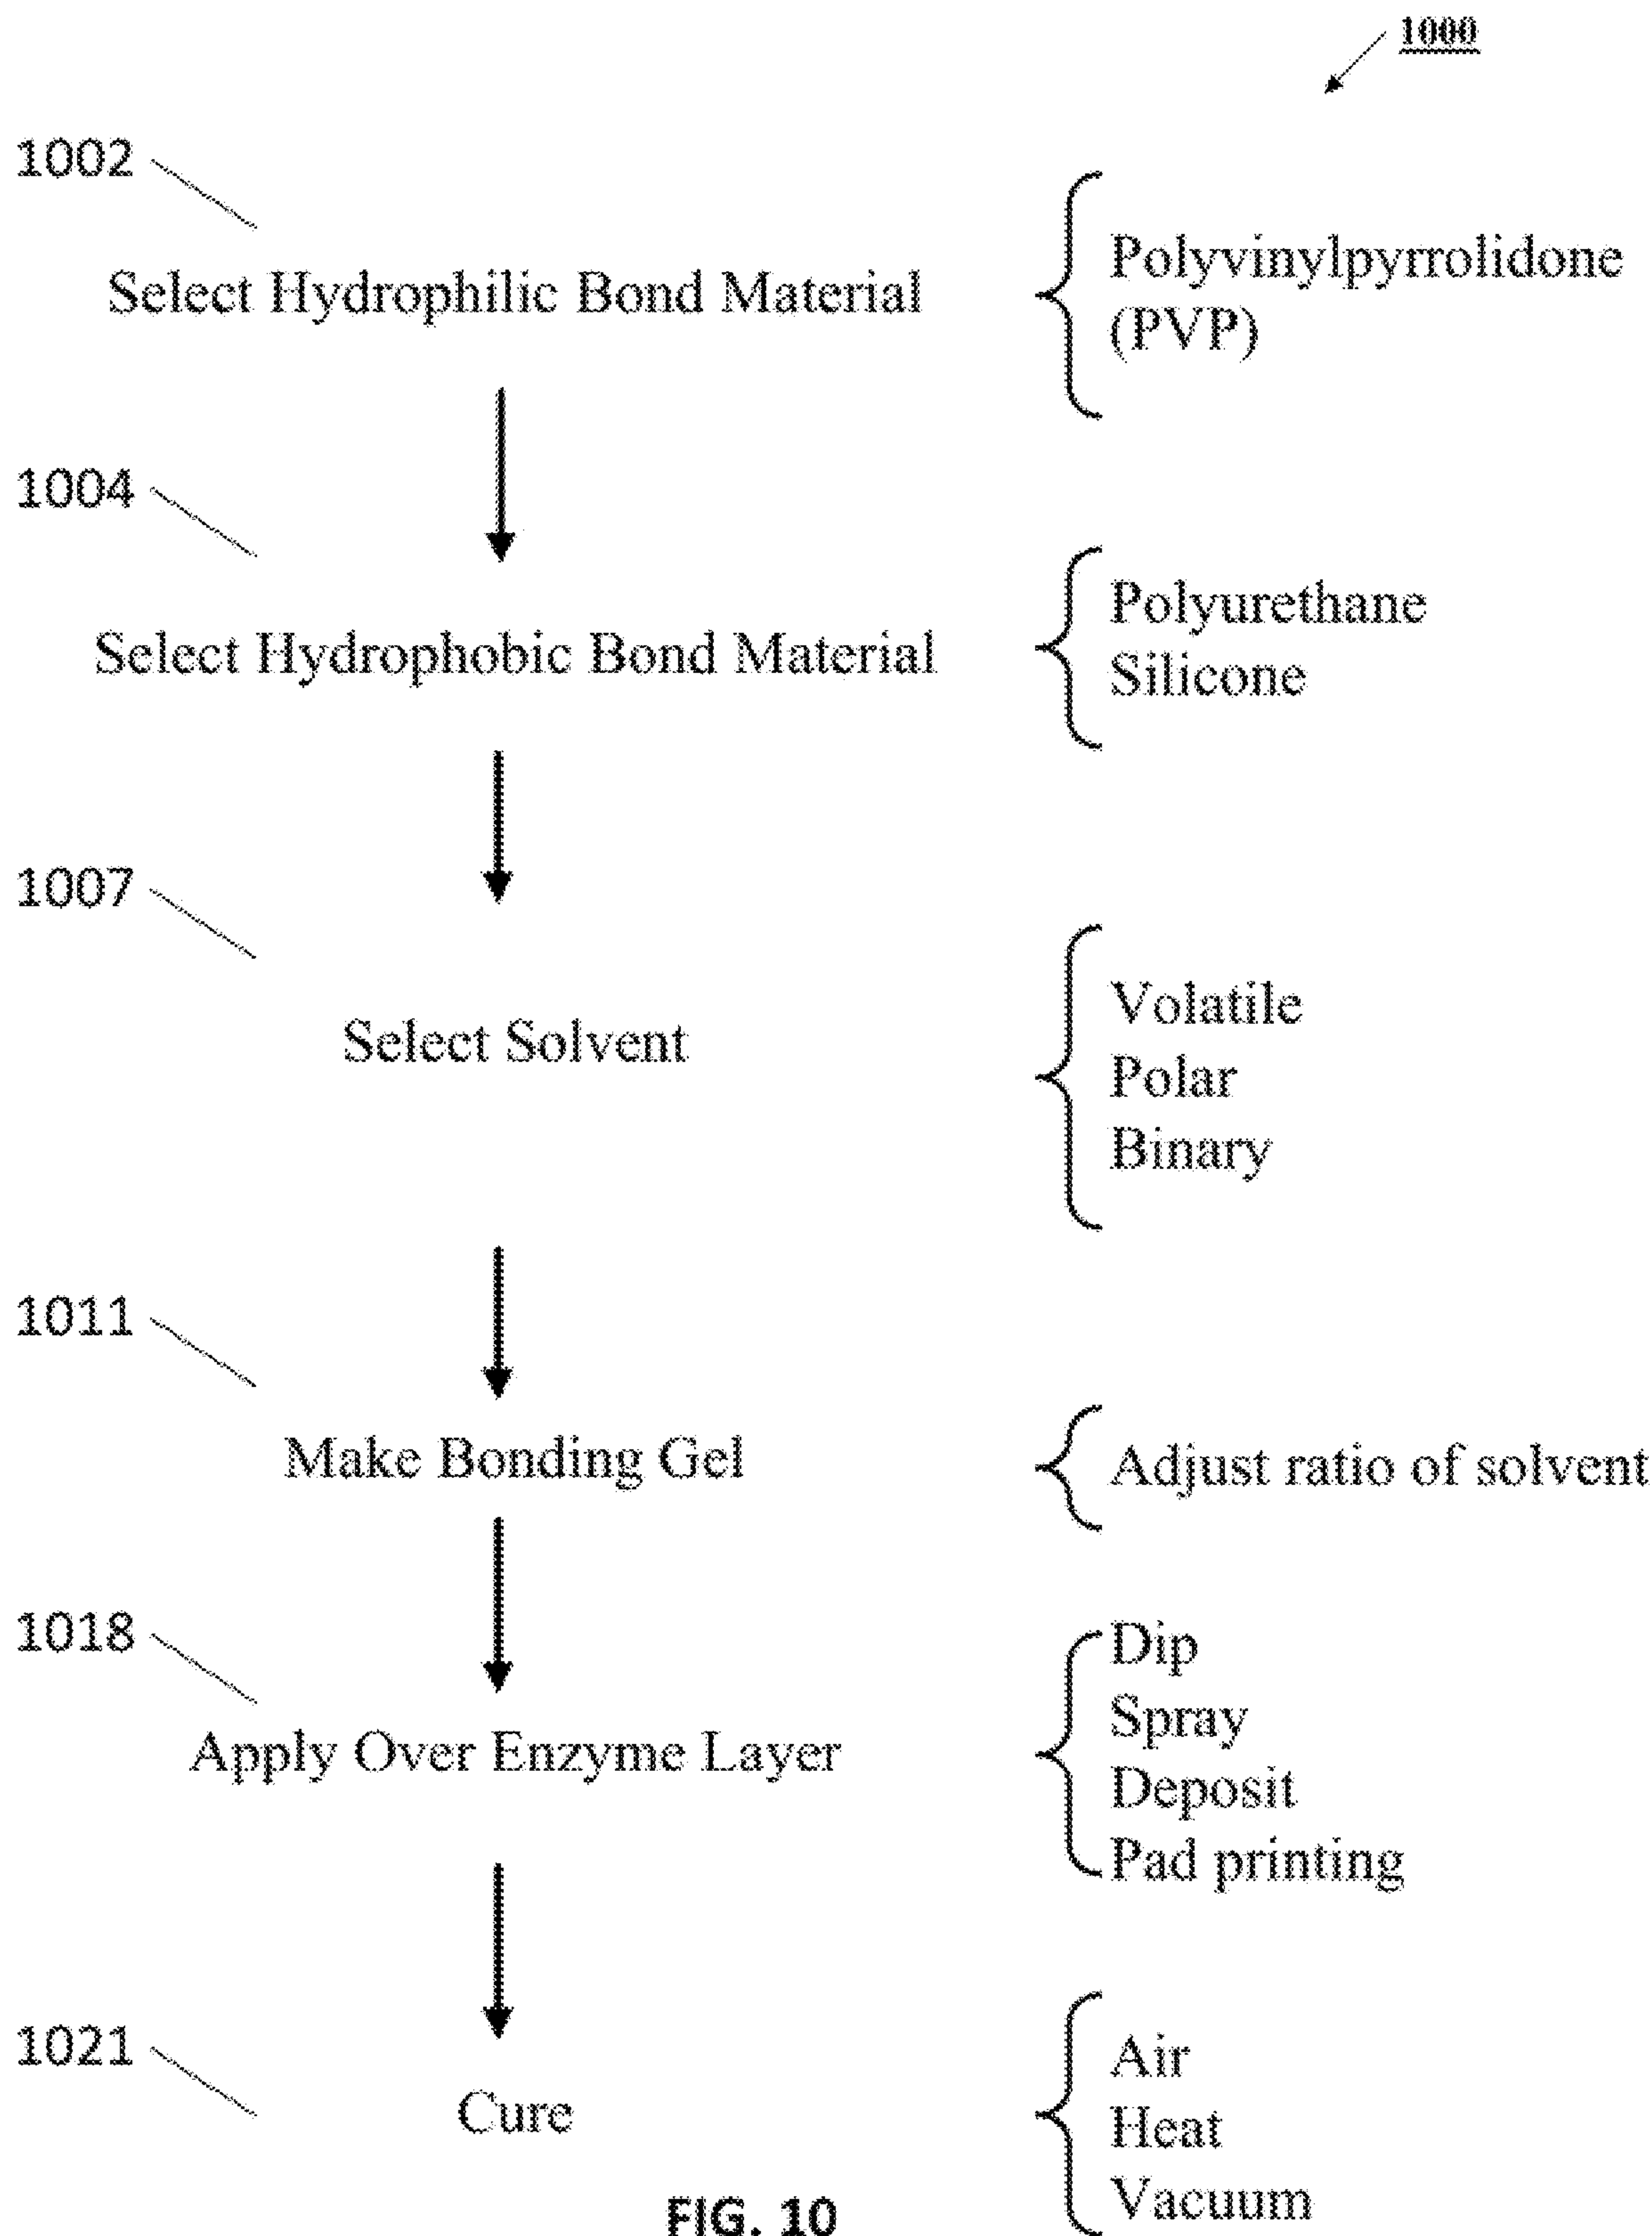 1000
1002
Select Hydrophilic Bond Material
Polyvinylpyrrolidone
(PVP)
1004
Select Hydrophobic Bond Material
Polyurethane
Silicone
1007
Select Solvent
Volatile
Polar
Binary
1011
Make Bonding Gel
Adjust ratio of solvent
1018
Apply Over Enzyme Layer
Dip
Spray
Deposit
Pad printing
1021
Cure
Air
Heat
Vacuum
FIG. 10